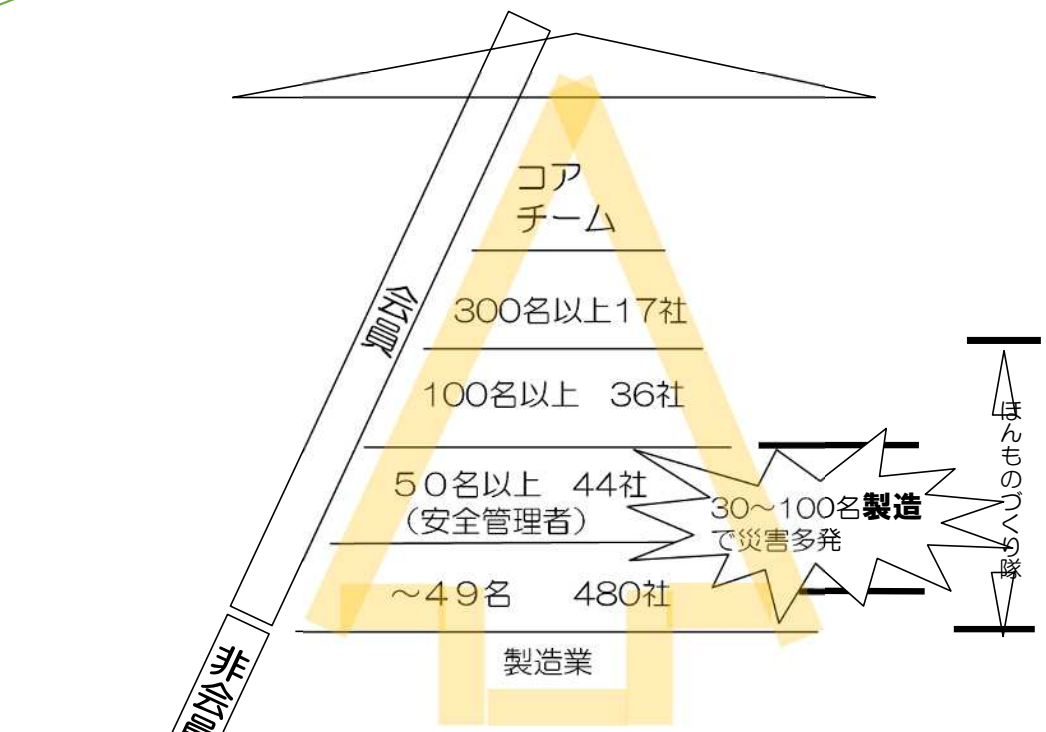 コア
チーム
300名以上17社
100名以上 36社
50名以上 44社
(安全管理者)
~49名 480社
製造業
会員
非会員
30~100名製造
で災害多発
ほんものづくり隊